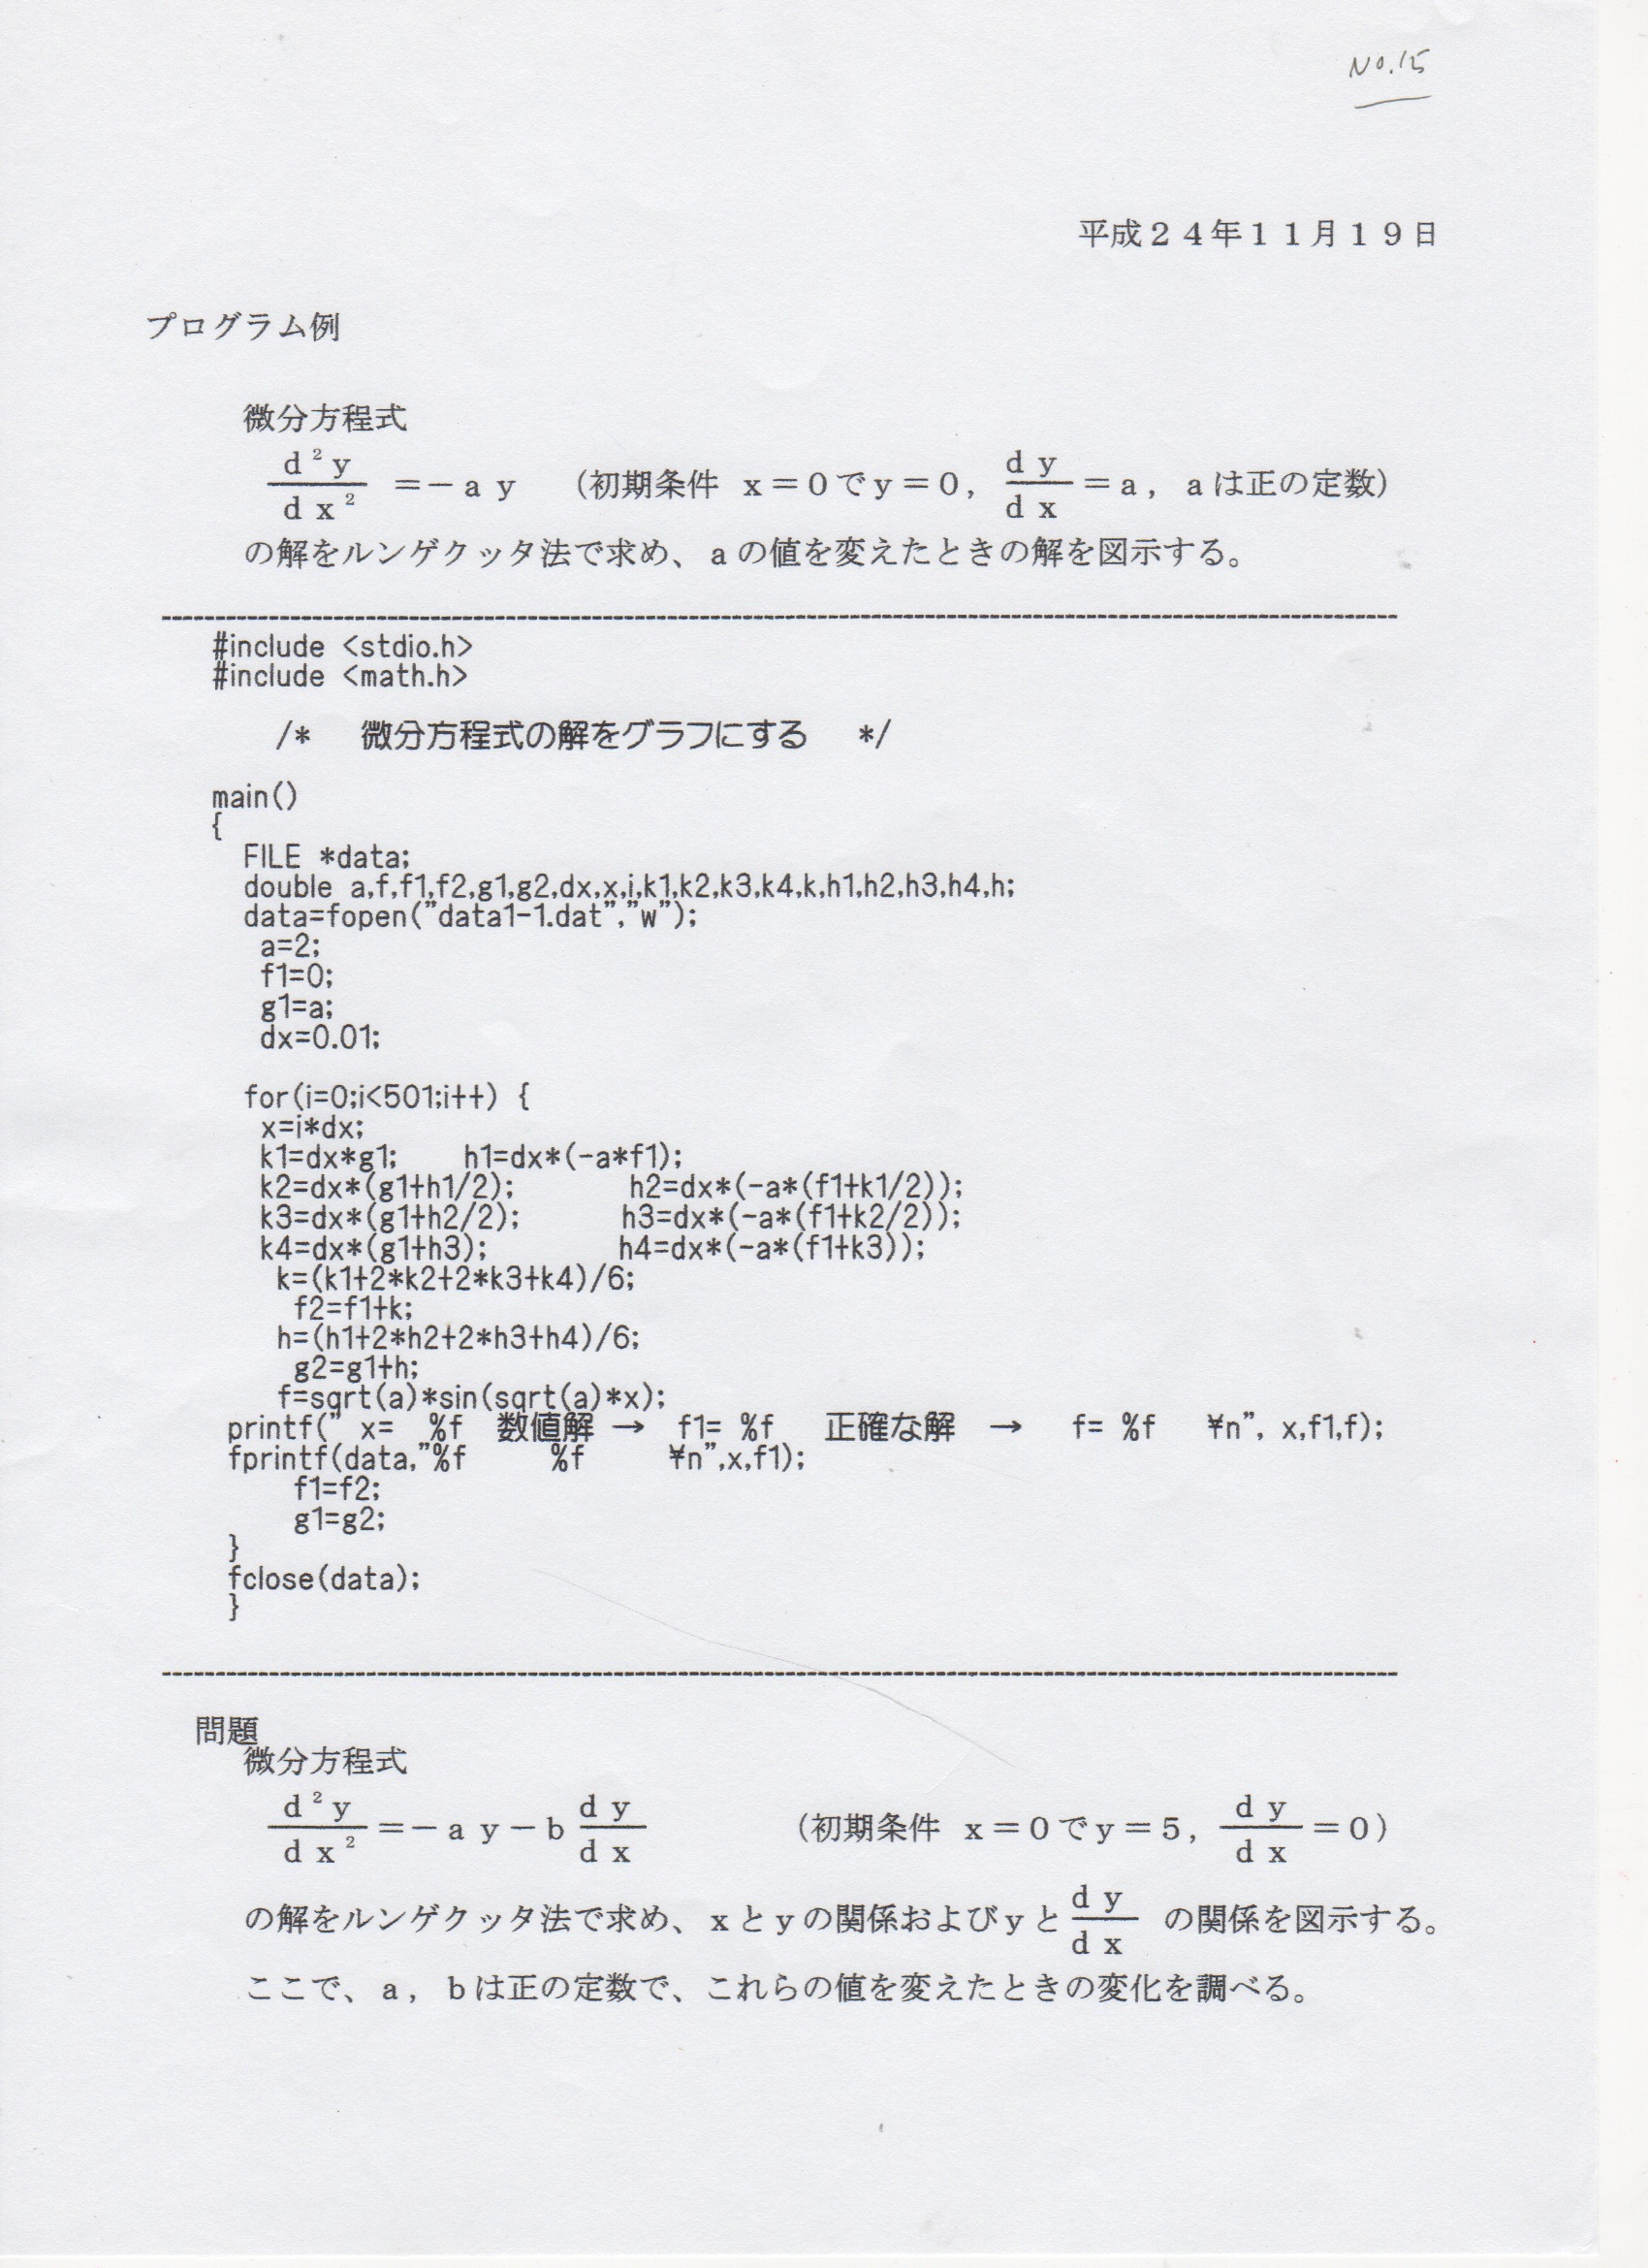 No.15
平成２４年１１月１９日
プログラム例
微分方程式
d²y/dx² ＝－ａｙ （初期条件 ｘ＝０でｙ＝０，dy/dx＝ａ，ａは正の定数）
の解をルンゲクッタ法で求め、ａの値を変えたときの解を図示する。
--------------------------------------------------------------------------------
#include <stdio.h>
#include <math.h>
/* 微分方程式の解をグラフにする */
main()
{
FILE *data;
double a,f,f1,f2,g1,g2,dx,x,i,k1,k2,k3,k4,k,h1,h2,h3,h4,h;
data=fopen("data1-1.dat","w");
a=2;
f1=0;
g1=a;
dx=0.01;
for(i=0;i<501;i++) {
x=i*dx;
k1=dx*g1; h1=dx*(-a*f1);
k2=dx*(g1+h1/2); h2=dx*(-a*(f1+k1/2));
k3=dx*(g1+h2/2); h3=dx*(-a*(f1+k2/2));
k4=dx*(g1+h3); h4=dx*(-a*(f1+k3));
k=(k1+2*k2+2*k3+k4)/6;
f2=f1+k;
h=(h1+2*h2+2*h3+h4)/6;
g2=g1+h;
f=sqrt(a)*sin(sqrt(a)*x);
printf(" x= %f 数値解 → f1= %f 正確な解 → f= %f ¥n", x,f1,f);
fprintf(data,"%f %f ¥n",x,f1);
f1=f2;
g1=g2;
}
fclose(data);
}
--------------------------------------------------------------------------------
問題
微分方程式
d²y/dx² ＝－ａｙ－ｂ dy/dx （初期条件 ｘ＝０でｙ＝５，dy/dx＝０）
の解をルンゲクッタ法で求め、ｘとｙの関係およびｙと dy/dx の関係を図示する。
ここで、ａ，ｂは正の定数で、これらの値を変えたときの変化を調べる。